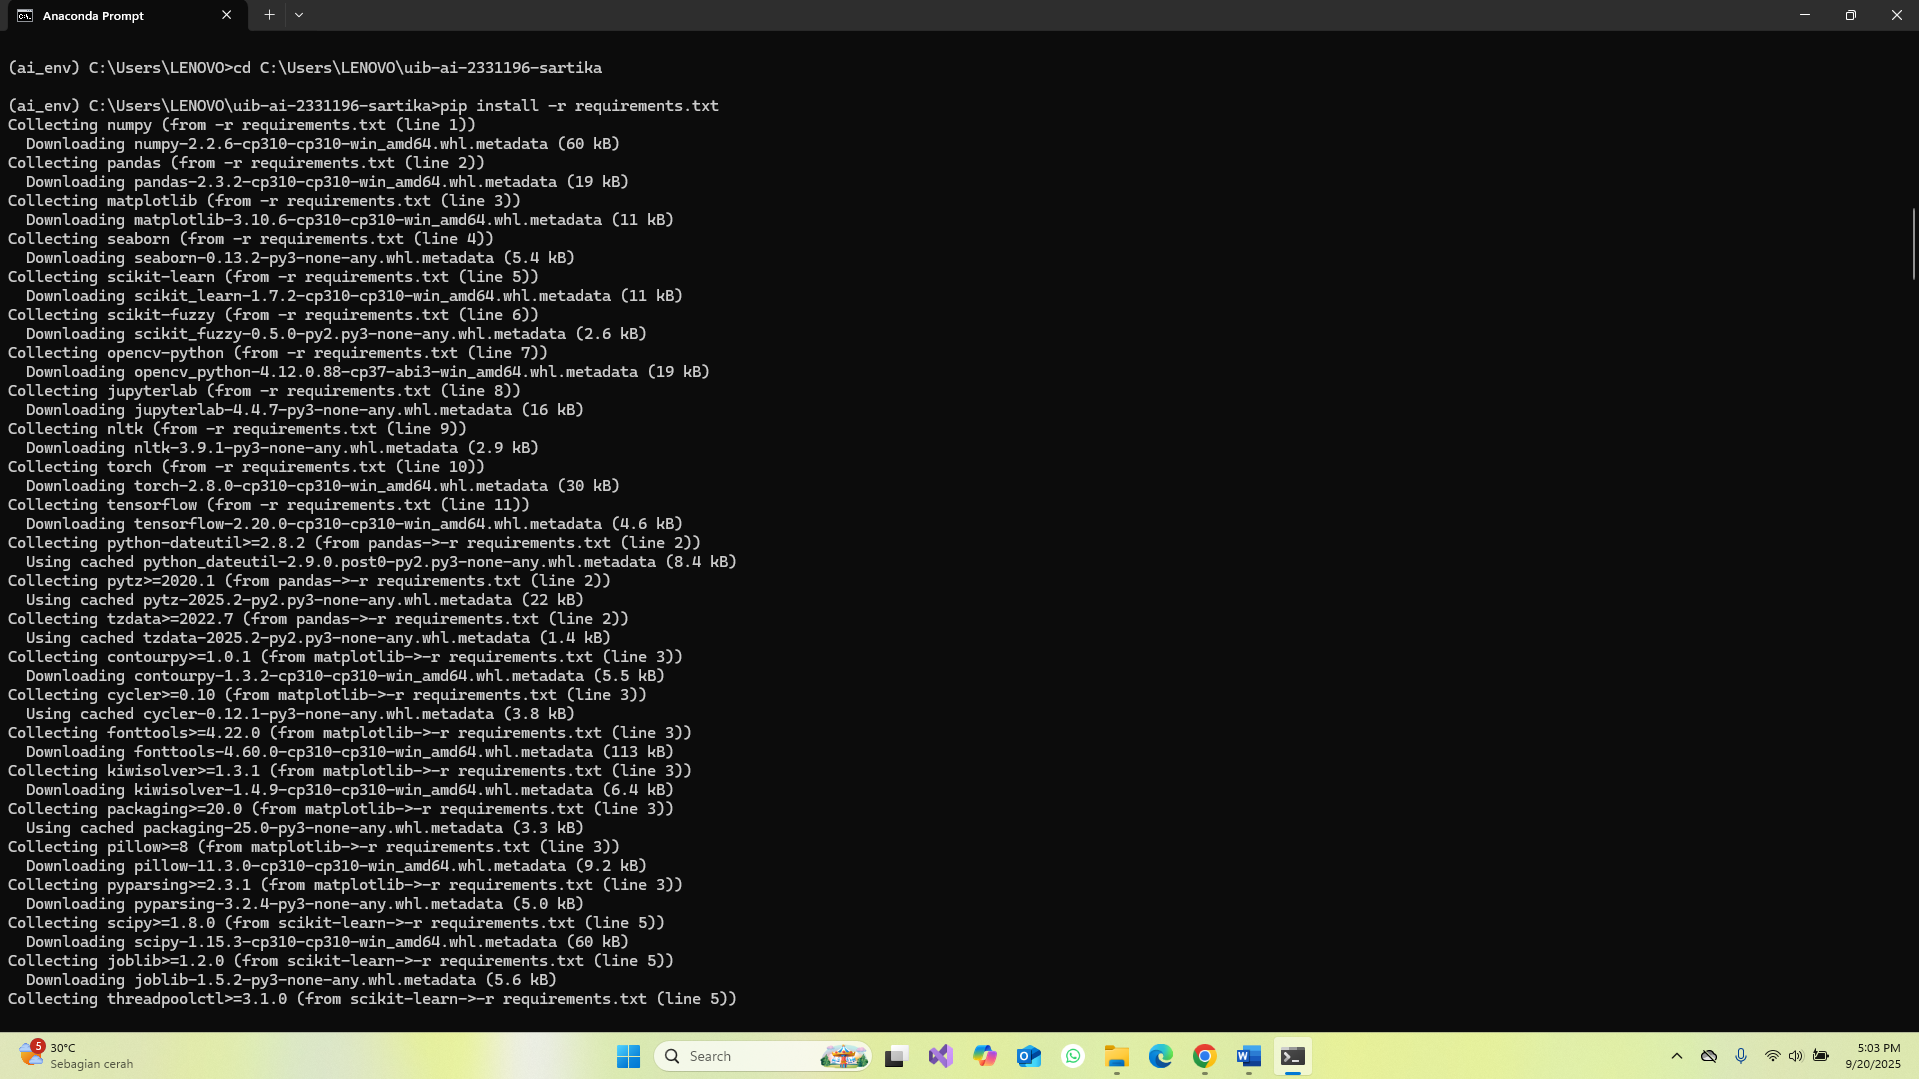 Anaconda Prompt
(ai_env) C:\Users\LENOVO>cd C:\Users\LENOVO\uib-ai-2331196-sartika
(ai_env) C:\Users\LENOVO\uib-ai-2331196-sartika>pip install -r requirements.txt
Collecting numpy (from -r requirements.txt (line 1))
  Downloading numpy-2.2.6-cp310-cp310-win_amd64.whl.metadata (60 kB)
Collecting pandas (from -r requirements.txt (line 2))
  Downloading pandas-2.3.2-cp310-cp310-win_amd64.whl.metadata (19 kB)
Collecting matplotlib (from -r requirements.txt (line 3))
  Downloading matplotlib-3.10.6-cp310-cp310-win_amd64.whl.metadata (11 kB)
Collecting seaborn (from -r requirements.txt (line 4))
  Downloading seaborn-0.13.2-py3-none-any.whl.metadata (5.4 kB)
Collecting scikit-learn (from -r requirements.txt (line 5))
  Downloading scikit_learn-1.7.2-cp310-cp310-win_amd64.whl.metadata (11 kB)
Collecting scikit-fuzzy (from -r requirements.txt (line 6))
  Downloading scikit_fuzzy-0.5.0-py2.py3-none-any.whl.metadata (2.6 kB)
Collecting opencv-python (from -r requirements.txt (line 7))
  Downloading opencv_python-4.12.0.88-cp37-abi3-win_amd64.whl.metadata (19 kB)
Collecting jupyterlab (from -r requirements.txt (line 8))
  Downloading jupyterlab-4.4.7-py3-none-any.whl.metadata (16 kB)
Collecting nltk (from -r requirements.txt (line 9))
  Downloading nltk-3.9.1-py3-none-any.whl.metadata (2.9 kB)
Collecting torch (from -r requirements.txt (line 10))
  Downloading torch-2.8.0-cp310-cp310-win_amd64.whl.metadata (30 kB)
Collecting tensorflow (from -r requirements.txt (line 11))
  Downloading tensorflow-2.20.0-cp310-cp310-win_amd64.whl.metadata (4.6 kB)
Collecting python-dateutil>=2.8.2 (from pandas->-r requirements.txt (line 2))
  Using cached python_dateutil-2.9.0.post0-py2.py3-none-any.whl.metadata (8.4 kB)
Collecting pytz>=2020.1 (from pandas->-r requirements.txt (line 2))
  Using cached pytz-2025.2-py2.py3-none-any.whl.metadata (22 kB)
Collecting tzdata>=2022.7 (from pandas->-r requirements.txt (line 2))
  Using cached tzdata-2025.2-py2.py3-none-any.whl.metadata (1.4 kB)
Collecting contourpy>=1.0.1 (from matplotlib->-r requirements.txt (line 3))
  Downloading contourpy-1.3.2-cp310-cp310-win_amd64.whl.metadata (5.5 kB)
Collecting cycler>=0.10 (from matplotlib->-r requirements.txt (line 3))
  Using cached cycler-0.12.1-py3-none-any.whl.metadata (3.8 kB)
Collecting fonttools>=4.22.0 (from matplotlib->-r requirements.txt (line 3))
  Downloading fonttools-4.60.0-cp310-cp310-win_amd64.whl.metadata (113 kB)
Collecting kiwisolver>=1.3.1 (from matplotlib->-r requirements.txt (line 3))
  Downloading kiwisolver-1.4.9-cp310-cp310-win_amd64.whl.metadata (6.4 kB)
Collecting packaging>=20.0 (from matplotlib->-r requirements.txt (line 3))
  Using cached packaging-25.0-py3-none-any.whl.metadata (3.3 kB)
Collecting pillow>=8 (from matplotlib->-r requirements.txt (line 3))
  Downloading pillow-11.3.0-cp310-cp310-win_amd64.whl.metadata (9.2 kB)
Collecting pyparsing>=2.3.1 (from matplotlib->-r requirements.txt (line 3))
  Downloading pyparsing-3.2.4-py3-none-any.whl.metadata (5.0 kB)
Collecting scipy>=1.8.0 (from scikit-learn->-r requirements.txt (line 5))
  Downloading scipy-1.15.3-cp310-cp310-win_amd64.whl.metadata (60 kB)
Collecting joblib>=1.2.0 (from scikit-learn->-r requirements.txt (line 5))
  Downloading joblib-1.5.2-py3-none-any.whl.metadata (5.6 kB)
Collecting threadpoolctl>=3.1.0 (from scikit-learn->-r requirements.txt (line 5))
5
30°C
Sebagian cerah
Search
5:03 PM
9/20/2025